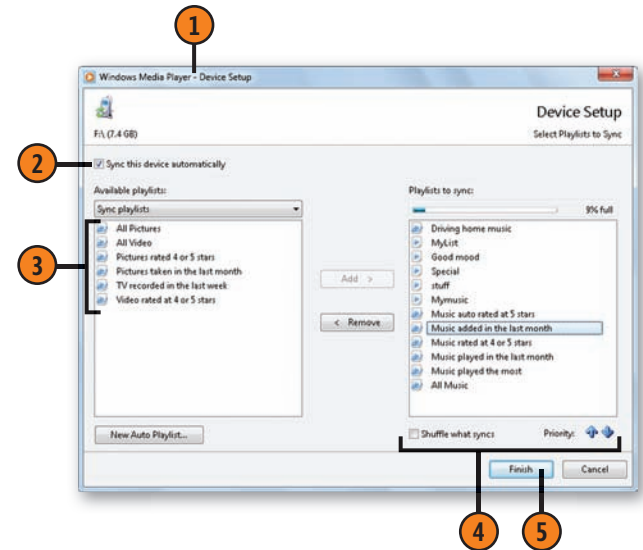 1
Windows Media Player - Device Setup
Device Setup
F:\ (7.4 GB)
Select Playlists to Sync
2
Sync this device automatically
Available playlists:
Playlists to sync:
Sync playlists
9% full
3
All Pictures
All Video
Pictures rated 4 or 5 stars
Pictures taken in the last month
TV recorded in the last week
Video rated at 4 or 5 stars
Add >
< Remove
Driving home music
MyList
Good mood
Special
stuff
Mymusic
Music auto rated at 5 stars
Music added in the last month
Music rated at 4 or 5 stars
Music played in the last month
Music played the most
All Music
New Auto Playlist...
Shuffle what syncs
Priority:
Finish
Cancel
4
5